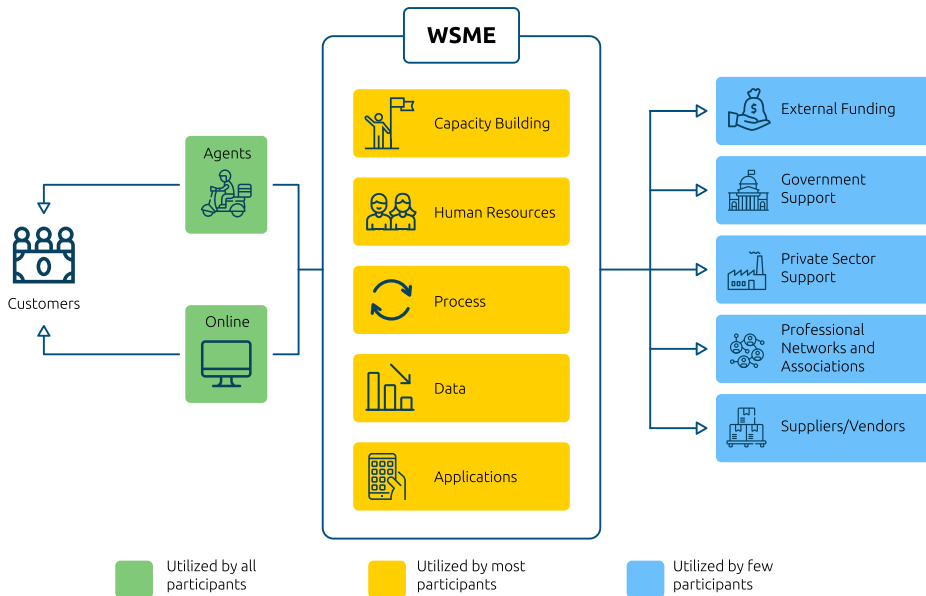 WSME
Agents
Online
Customers
Capacity Building
Human Resources
Process
Data
Applications
External Funding
Government
Support
Private Sector
Support
Professional
Networks and
Associations
Suppliers/Vendors
Utilized by all
participants
Utilized by most
participants
Utilized by few
participants